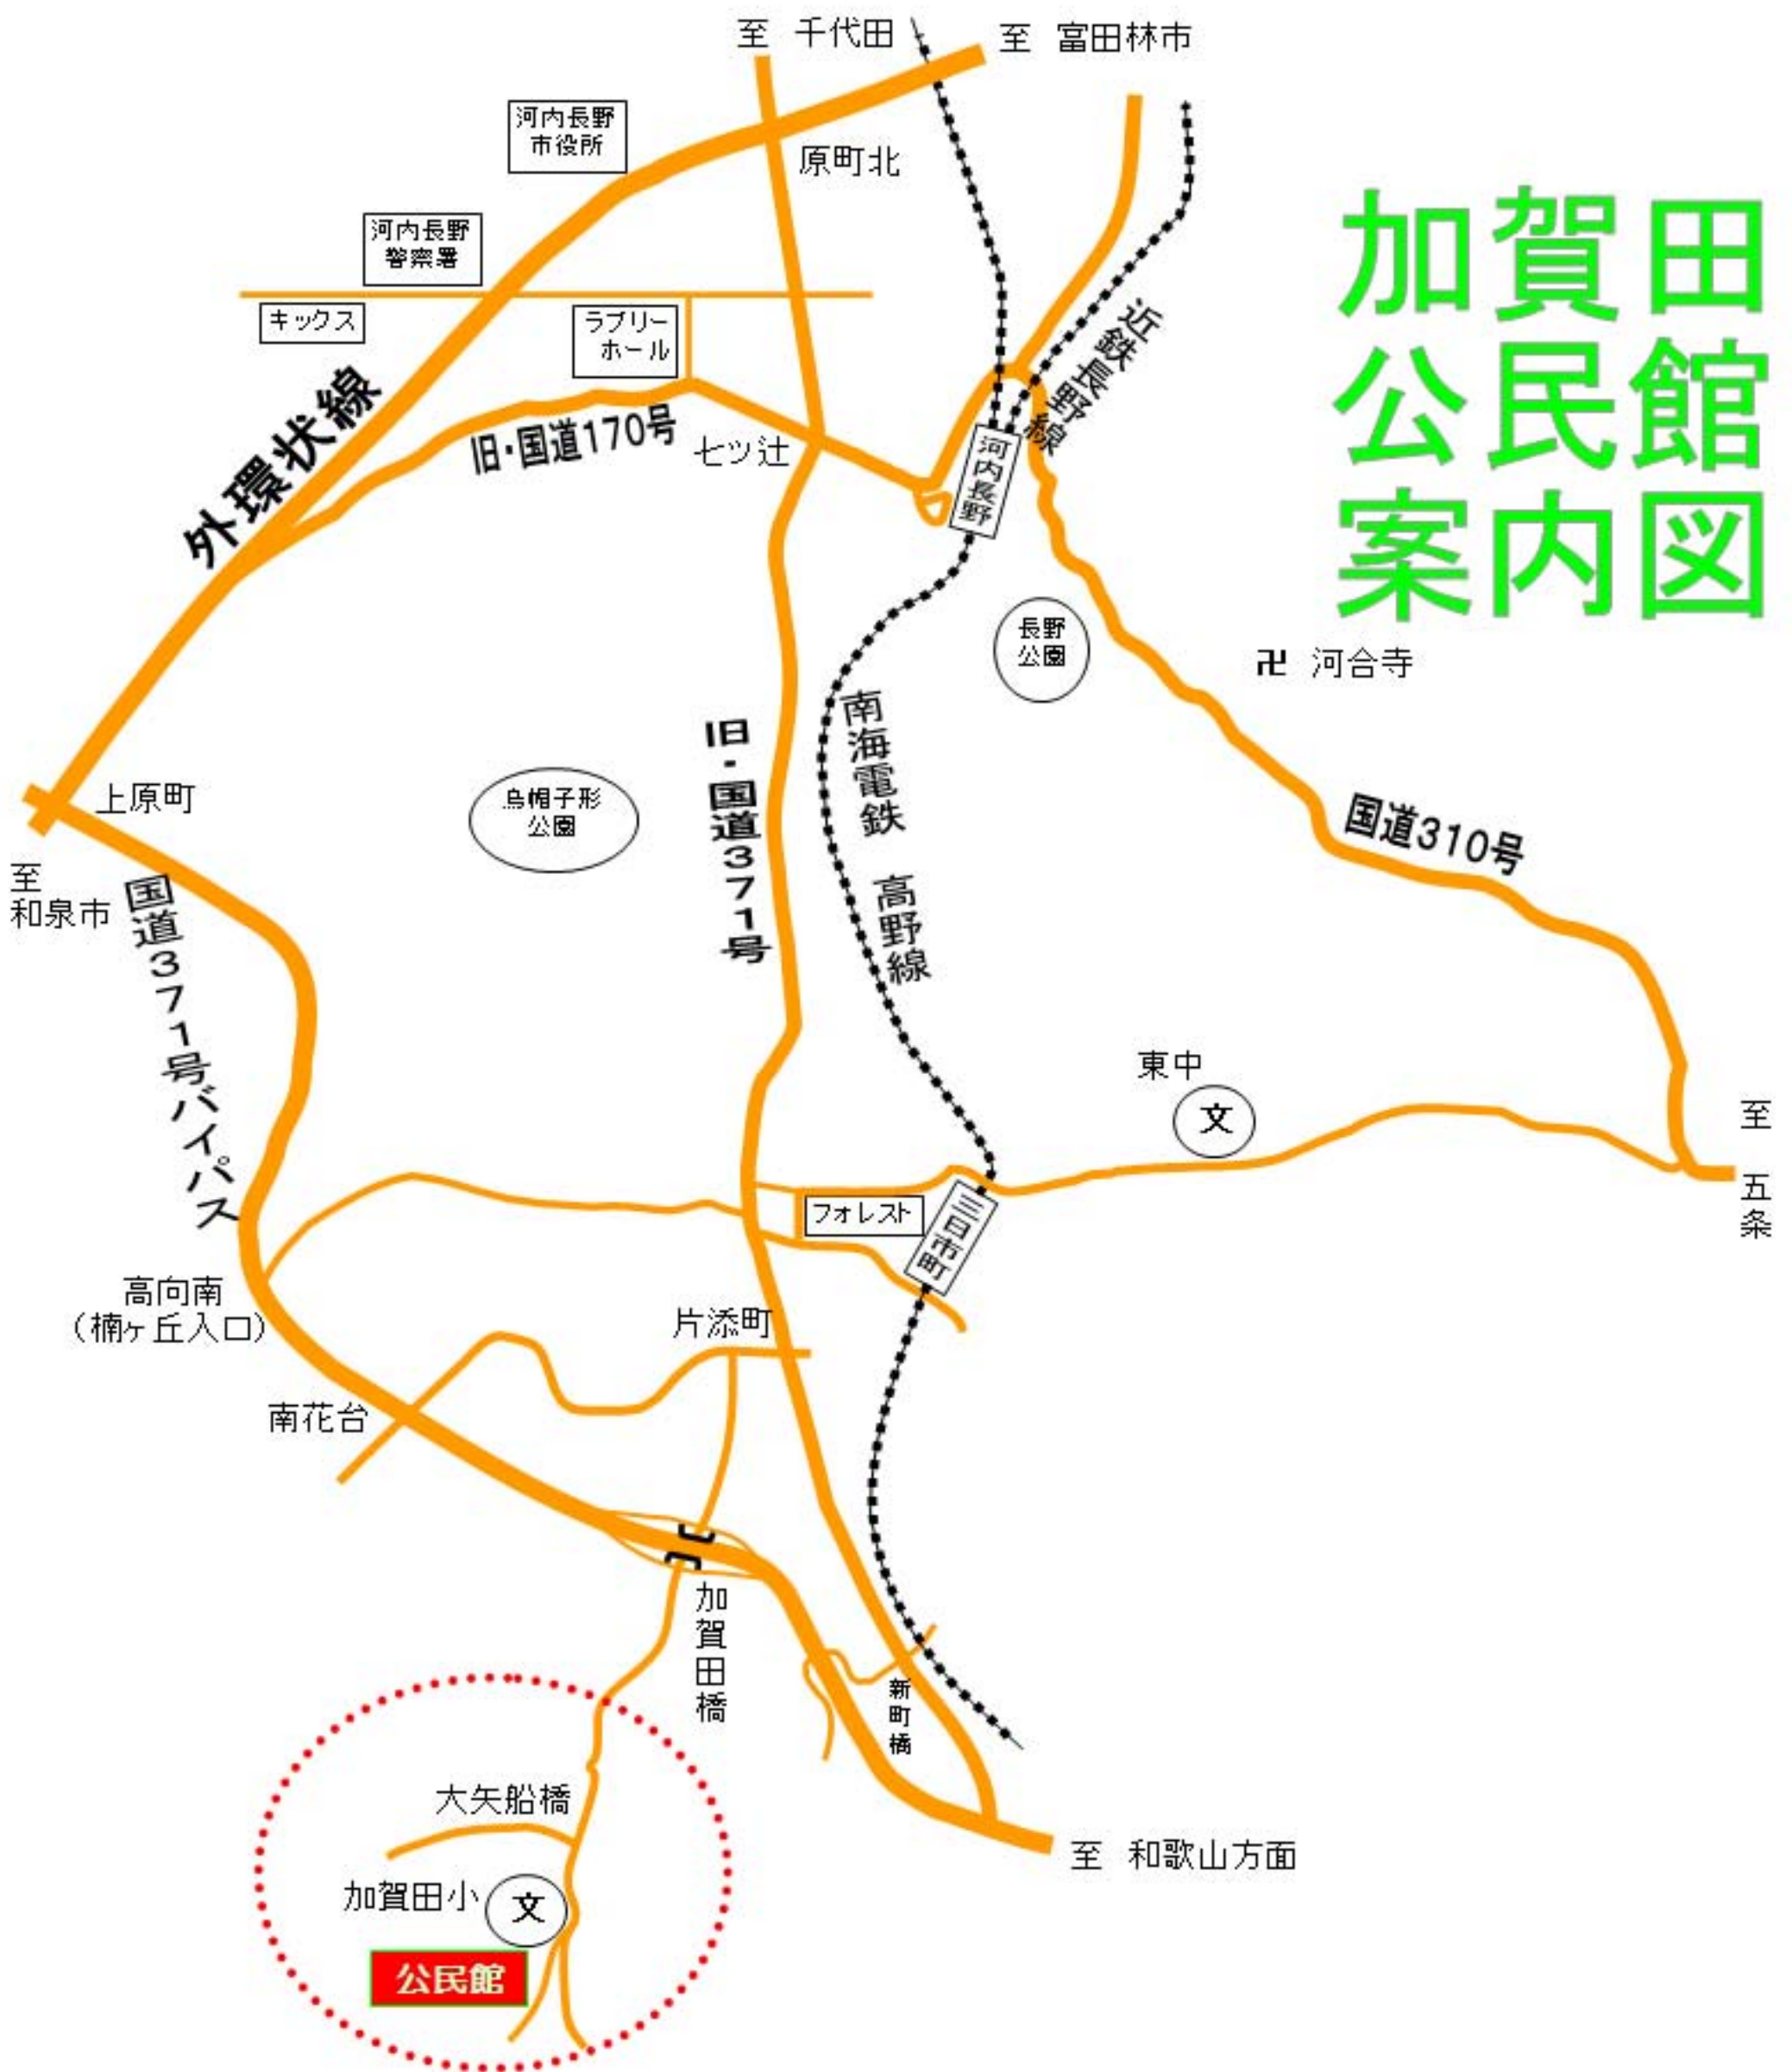 至 千代田
至 富田林市
河内長野
市役所
原町北
加賀田
公民館
案内図
河内長野
警察署
キックス
ラブリー
ホール
近鉄長野線
外環状線
旧・国道170号
七ツ辻
河内長野
長野
公園
卍 河合寺
南海電鉄 高野線
旧・国道371号
烏帽子形
公園
上原町
国道310号
至
和泉市
国道371号バイパス
東中
文
至
五条
フォレスト
三日市町
高向南
(楠ヶ丘入口)
片添町
南花台
加賀田橋
新町橋
大矢船橋
至 和歌山方面
加賀田小
文
公民館